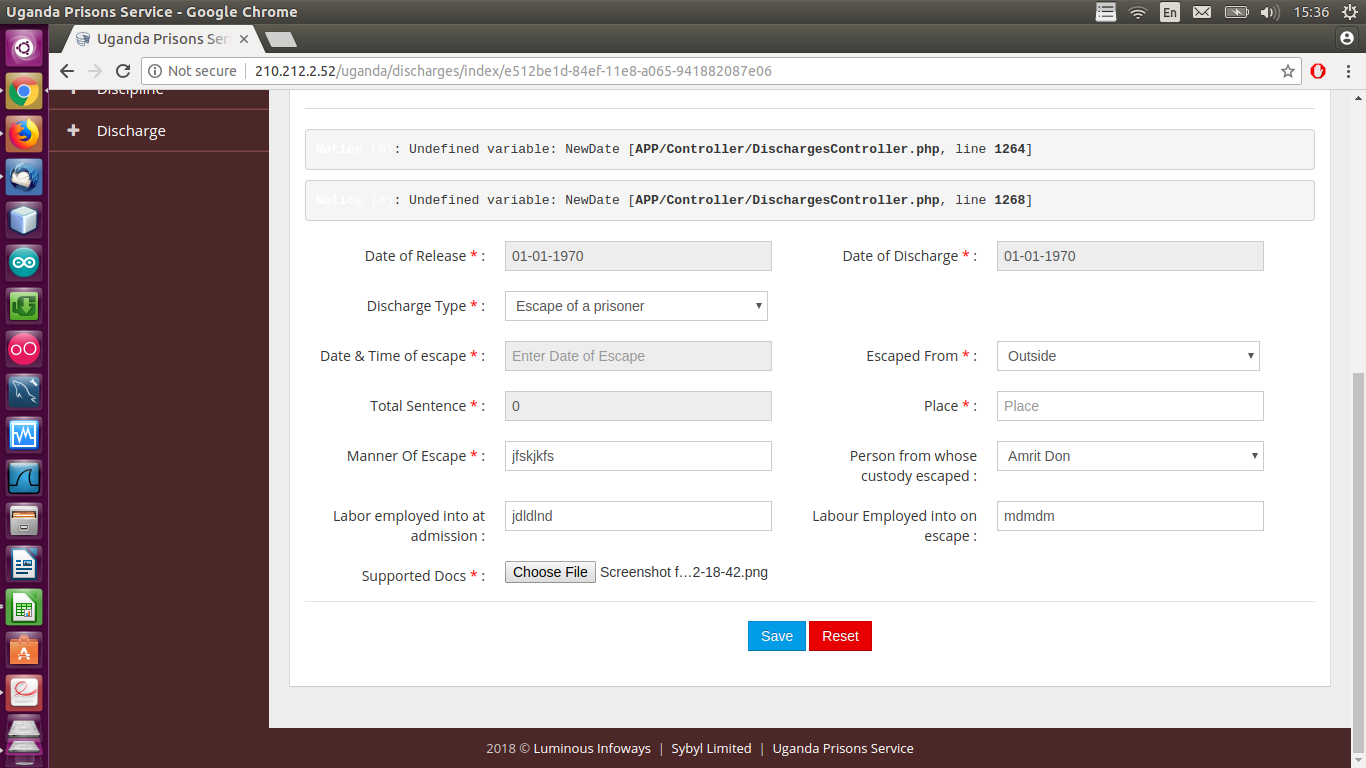 Uganda Prisons Service - Google Chrome
En
15:36
Uganda Prisons Ser
Not secure
210.212.2.52/uganda/discharges/index/e512be1d-84ef-11e8-a065-941882087e06
Discipline
Discharge
Notice (8): Undefined variable: NewDate [APP/Controller/DischargesController.php, line 1264]
Notice (8): Undefined variable: NewDate [APP/Controller/DischargesController.php, line 1268]
Date of Release * : 01-01-1970
Date of Discharge * : 01-01-1970
Discharge Type * : Escape of a prisoner
Date & Time of escape * : Enter Date of Escape
Escaped From * : Outside
Total Sentence * : 0
Place * : Place
Manner Of Escape * : jfskjkfs
Person from whose
custody escaped : Amrit Don
Labor employed into at
admission : jdldlnd
Labour Employed into on
escape : mdmdm
Supported Docs * : Choose File Screenshot f…2-18-42.png
Save Reset
2018 © Luminous Infoways | Sybyl Limited | Uganda Prisons Service